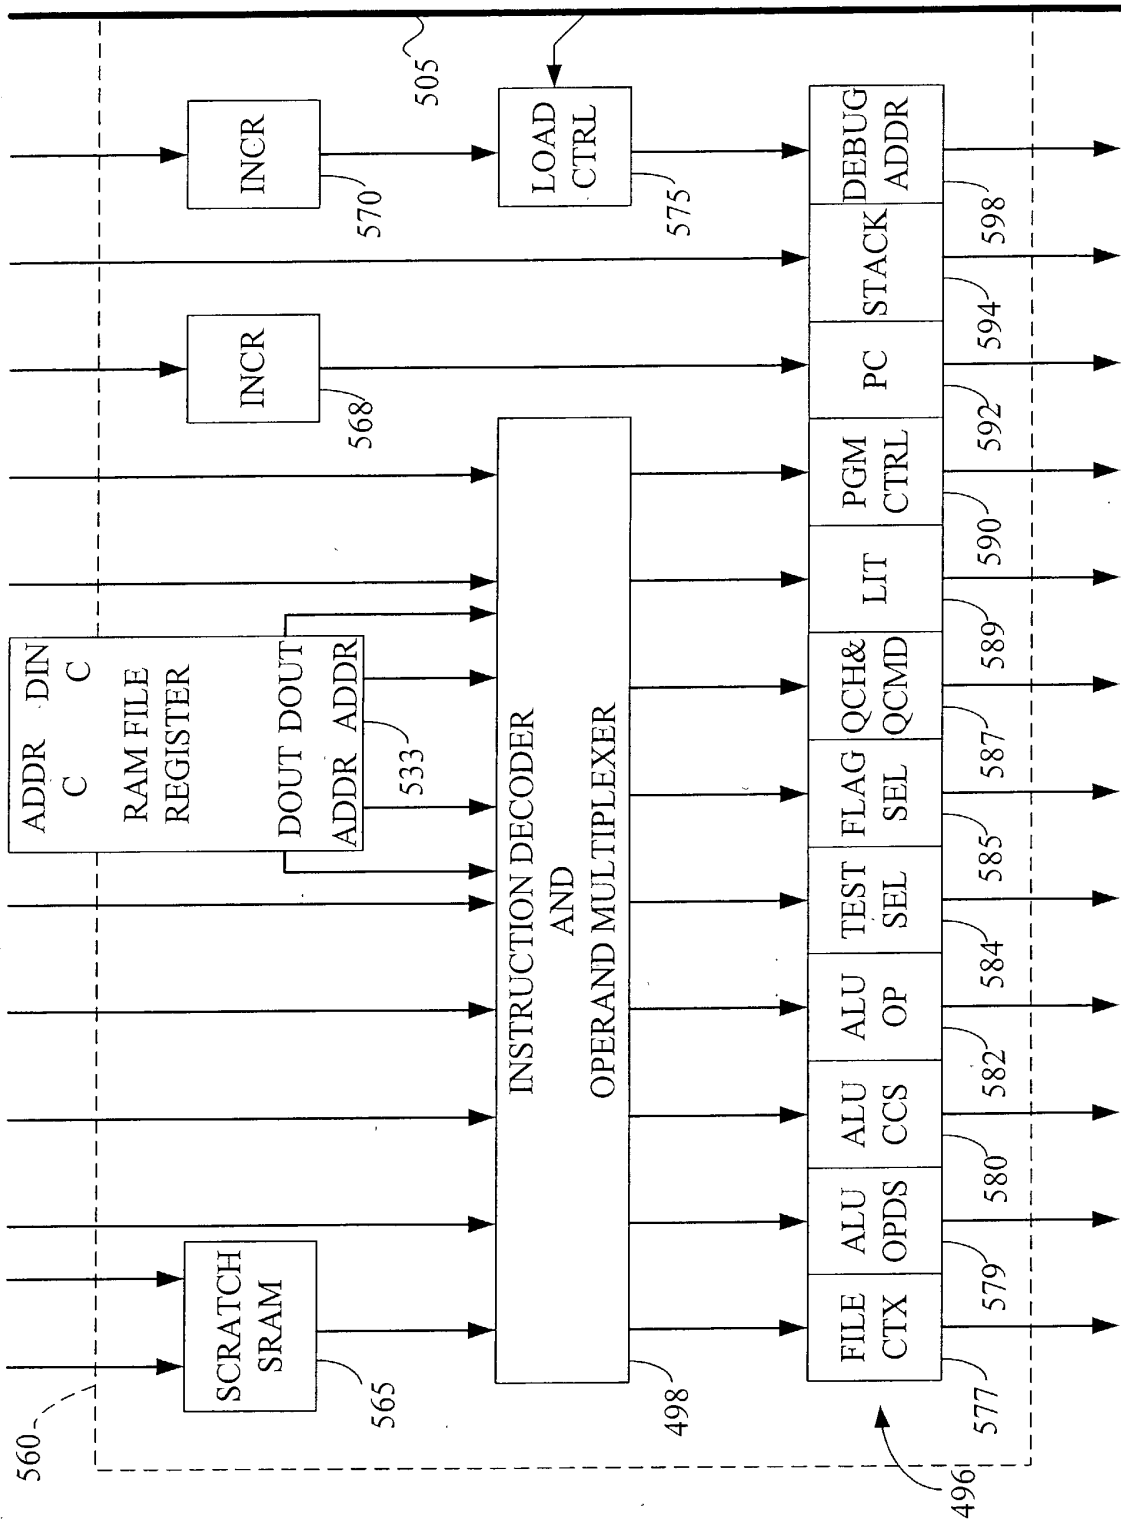 560
ADDR DIN
C C
RAM FILE
REGISTER
DOUT DOUT
ADDR ADDR
533
SCRATCH
SRAM
565
INCR
568
INCR
570
505
INSTRUCTION DECODER
AND
OPERAND MULTIPLEXER
498
LOAD
CTRL
575
FILE
CTX
ALU
OPDS
ALU
CCS
ALU
OP
TEST
SEL
FLAG
SEL
QCH&
QCMD
LIT
PGM
CTRL
PC
STACK
DEBUG
ADDR
496
577
579
580
582
584
585
587
589
590
592
594
598